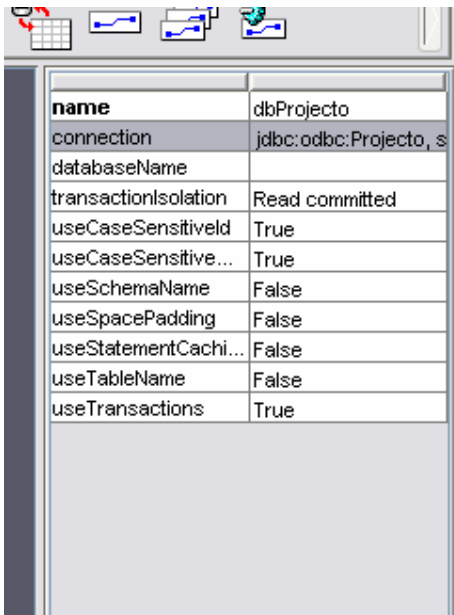 name dbProjecto
connection jdbc:odbc:Projecto, s
databaseName
transactionIsolation Read committed
useCaseSensitiveId True
useCaseSensitive... True
useSchemaName False
useSpacePadding False
useStatementCachi... False
useTableName False
useTransactions True